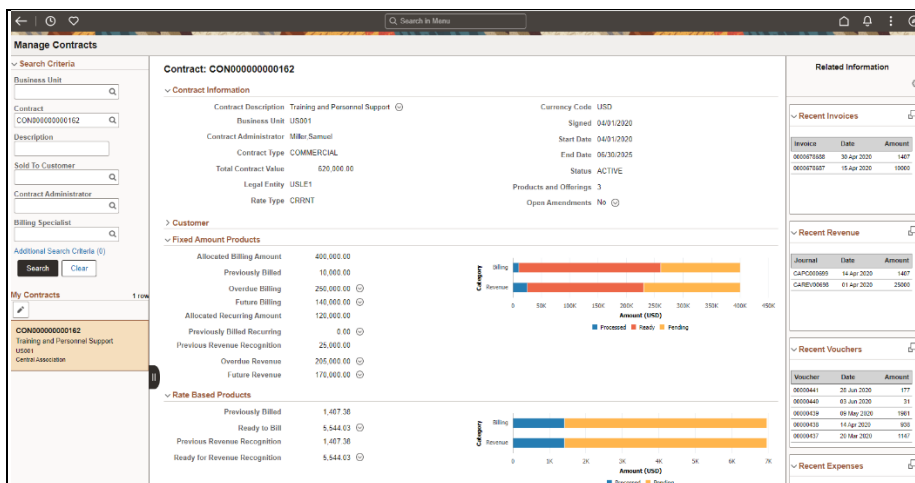 Search in Menu
Manage Contracts
Search Criteria
Business Unit
Contract
CON000000000162
Description
Sold To Customer
Contract Administrator
Billing Specialist
Additional Search Criteria (0)
Search Clear
My Contracts 1 row
CON000000000162
Training and Personnel Support
US001
Central Association
Contract: CON000000000162
Contract Information
Contract Description Training and Personnel Support
Business Unit US001
Contract Administrator Miller,Samuel
Contract Type COMMERCIAL
Total Contract Value 620,000.00
Legal Entity USLE1
Rate Type CRRNT
Currency Code USD
Signed 04/01/2020
Start Date 04/01/2020
End Date 06/30/2025
Status ACTIVE
Products and Offerings 3
Open Amendments No
Customer
Fixed Amount Products
Allocated Billing Amount 400,000.00
Previously Billed 10,000.00
Overdue Billing 250,000.00
Future Billing 140,000.00
Allocated Recurring Amount 120,000.00
Previously Billed Recurring 0.00
Previous Revenue Recognition 25,000.00
Overdue Revenue 205,000.00
Future Revenue 170,000.00
Category
Billing
Revenue
0 50K 100K 150K 200K 250K 300K 350K 400K 450K
Amount (USD)
Processed Ready Pending
Rate Based Products
Previously Billed 1,407.38
Ready to Bill 5,544.03
Previous Revenue Recognition 1,407.38
Ready for Revenue Recognition 5,544.03
Category
Billing
Revenue
0 1K 2K 3K 4K 5K 6K 7K
Amount (USD)
Processed Pending
Related Information
Recent Invoices
Invoice Date Amount
0000678688 30 Apr 2020 1407
0000678687 15 Apr 2020 10000
Recent Revenue
Journal Date Amount
14 Apr 2020 1407
01 Apr 2020 25000
Recent Vouchers
Voucher Date Amount
00000441 20 Jun 2020 177
00000440 03 Jun 2020 31
00000439 09 May 2020 1901
00000438 14 Apr 2020 938
00000437 20 Mar 2020 1147
Recent Expenses